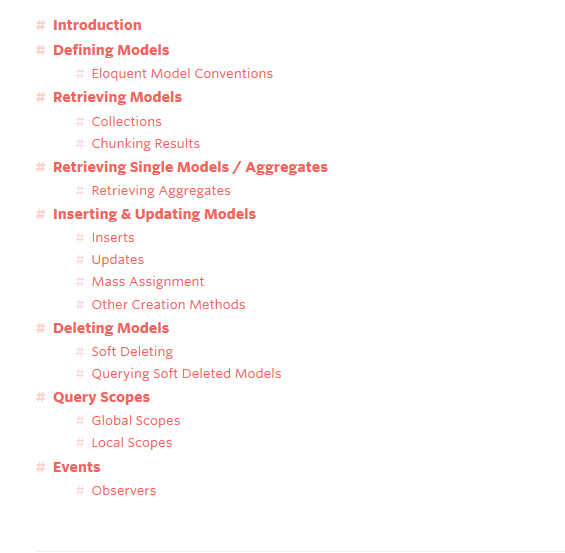 # Introduction
# Defining Models
# Eloquent Model Conventions
# Retrieving Models
# Collections
# Chunking Results
# Retrieving Single Models / Aggregates
# Retrieving Aggregates
# Inserting & Updating Models
# Inserts
# Updates
# Mass Assignment
# Other Creation Methods
# Deleting Models
# Soft Deleting
# Querying Soft Deleted Models
# Query Scopes
# Global Scopes
# Local Scopes
# Events
# Observers